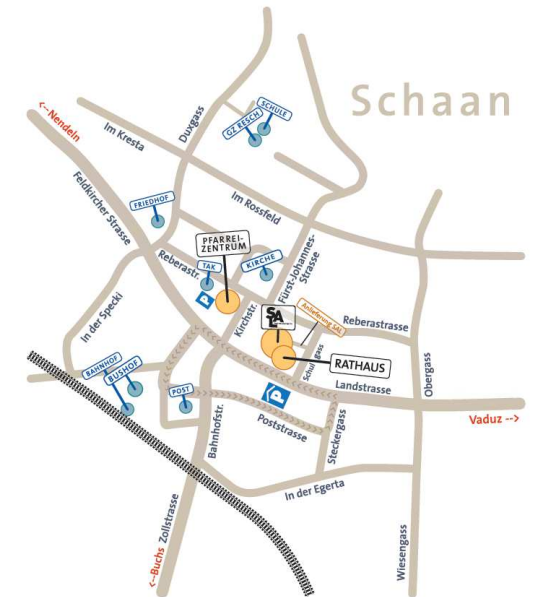 Schaan
<--Nendeln
Im Kresta
Duxgass
SCHULE
GZ RESCH
Feldkircher Strasse
FRIEDHOF
Im Rossfeld
PFARREI-
ZENTRUM
Reberastr.
TAK
KIRCHE
Fürst-Johannes-
Strasse
P
In der Specki
Kirchstr.
SAL
Anlieferung SAL
Reberastrasse
Schulgass
RATHAUS
Obergass
BAHNHOF
BUSHOF
POST
P
Landstrasse
Vaduz -->
Bahnhofstr.
Poststrasse
Steckergass
In der Egerta
Zollstrasse
<--Buchs
Wiesengass